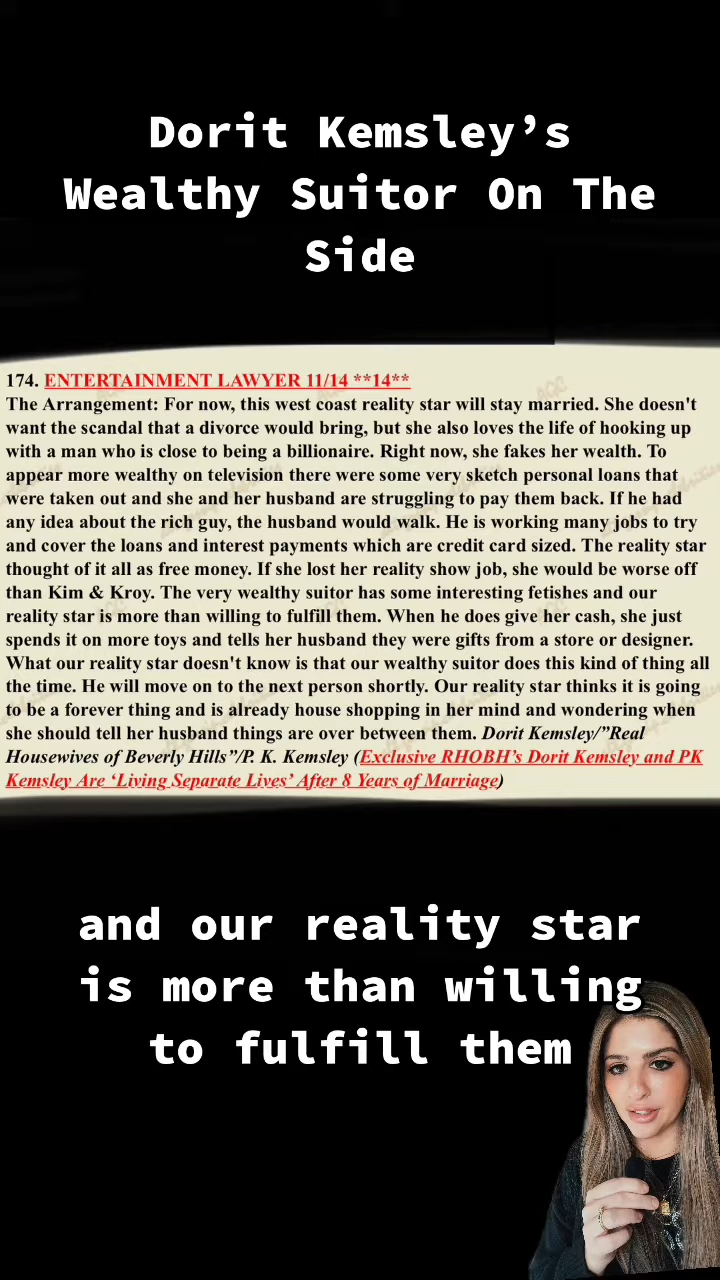 Dorit Kemsley’s
Wealthy Suitor On The
Side
174. ENTERTAINMENT LAWYER 11/14 **14**
The Arrangement: For now, this west coast reality star will stay married. She doesn't
want the scandal that a divorce would bring, but she also loves the life of hooking up
with a man who is close to being a billionaire. Right now, she fakes her wealth. To
appear more wealthy on television there were some very sketch personal loans that
were taken out and she and her husband are struggling to pay them back. If he had
any idea about the rich guy, the husband would walk. He is working many jobs to try
and cover the loans and interest payments which are credit card sized. The reality star
thought of it all as free money. If she lost her reality show job, she would be worse off
than Kim & Kroy. The very wealthy suitor has some interesting fetishes and our
reality star is more than willing to fulfill them. When he does give her cash, she just
spends it on more toys and tells her husband they were gifts from a store or designer.
What our reality star doesn't know is that our wealthy suitor does this kind of thing all
the time. He will move on to the next person shortly. Our reality star thinks it is going
to be a forever thing and is already house shopping in her mind and wondering when
she should tell her husband things are over between them. Dorit Kemsley/”Real
Housewives of Beverly Hills”/P. K. Kemsley (Exclusive RHOBH’s Dorit Kemsley and PK
Kemsley Are ‘Living Separate Lives’ After 8 Years of Marriage)
and our reality star
is more than willing
to fulfill them